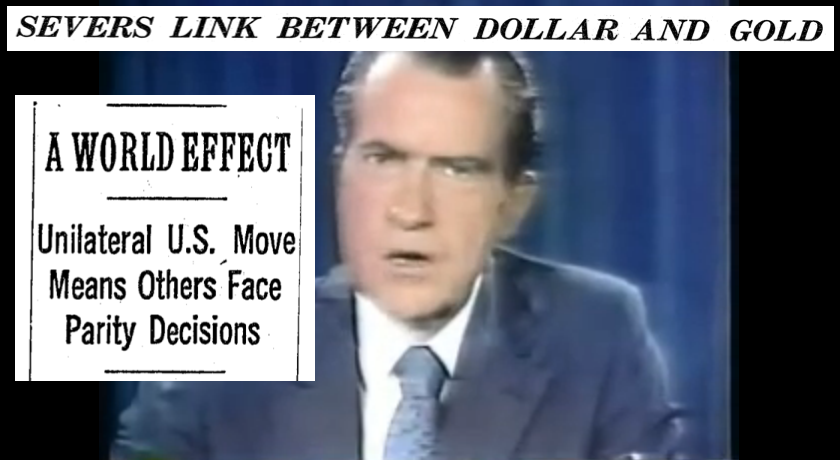 SEVERS LINK BETWEEN DOLLAR AND GOLD
A WORLD EFFECT
Unilateral U.S. Move
Means Others Face
Parity Decisions